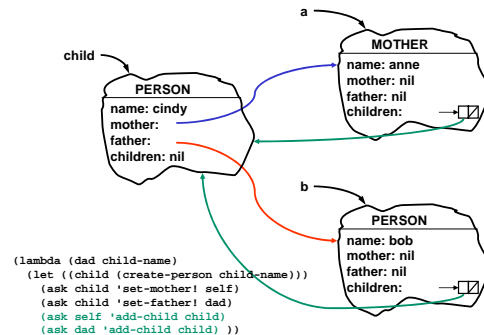 a
MOTHER
name: anne
mother: nil
father: nil
children:
child
PERSON
name: cindy
mother:
father:
children: nil
b
PERSON
name: bob
mother: nil
father: nil
children:
(lambda (dad child-name)
(let ((child (create-person child-name)))
(ask child 'set-mother! self)
(ask child 'set-father! dad)
(ask self 'add-child child)
(ask dad 'add-child child) ))